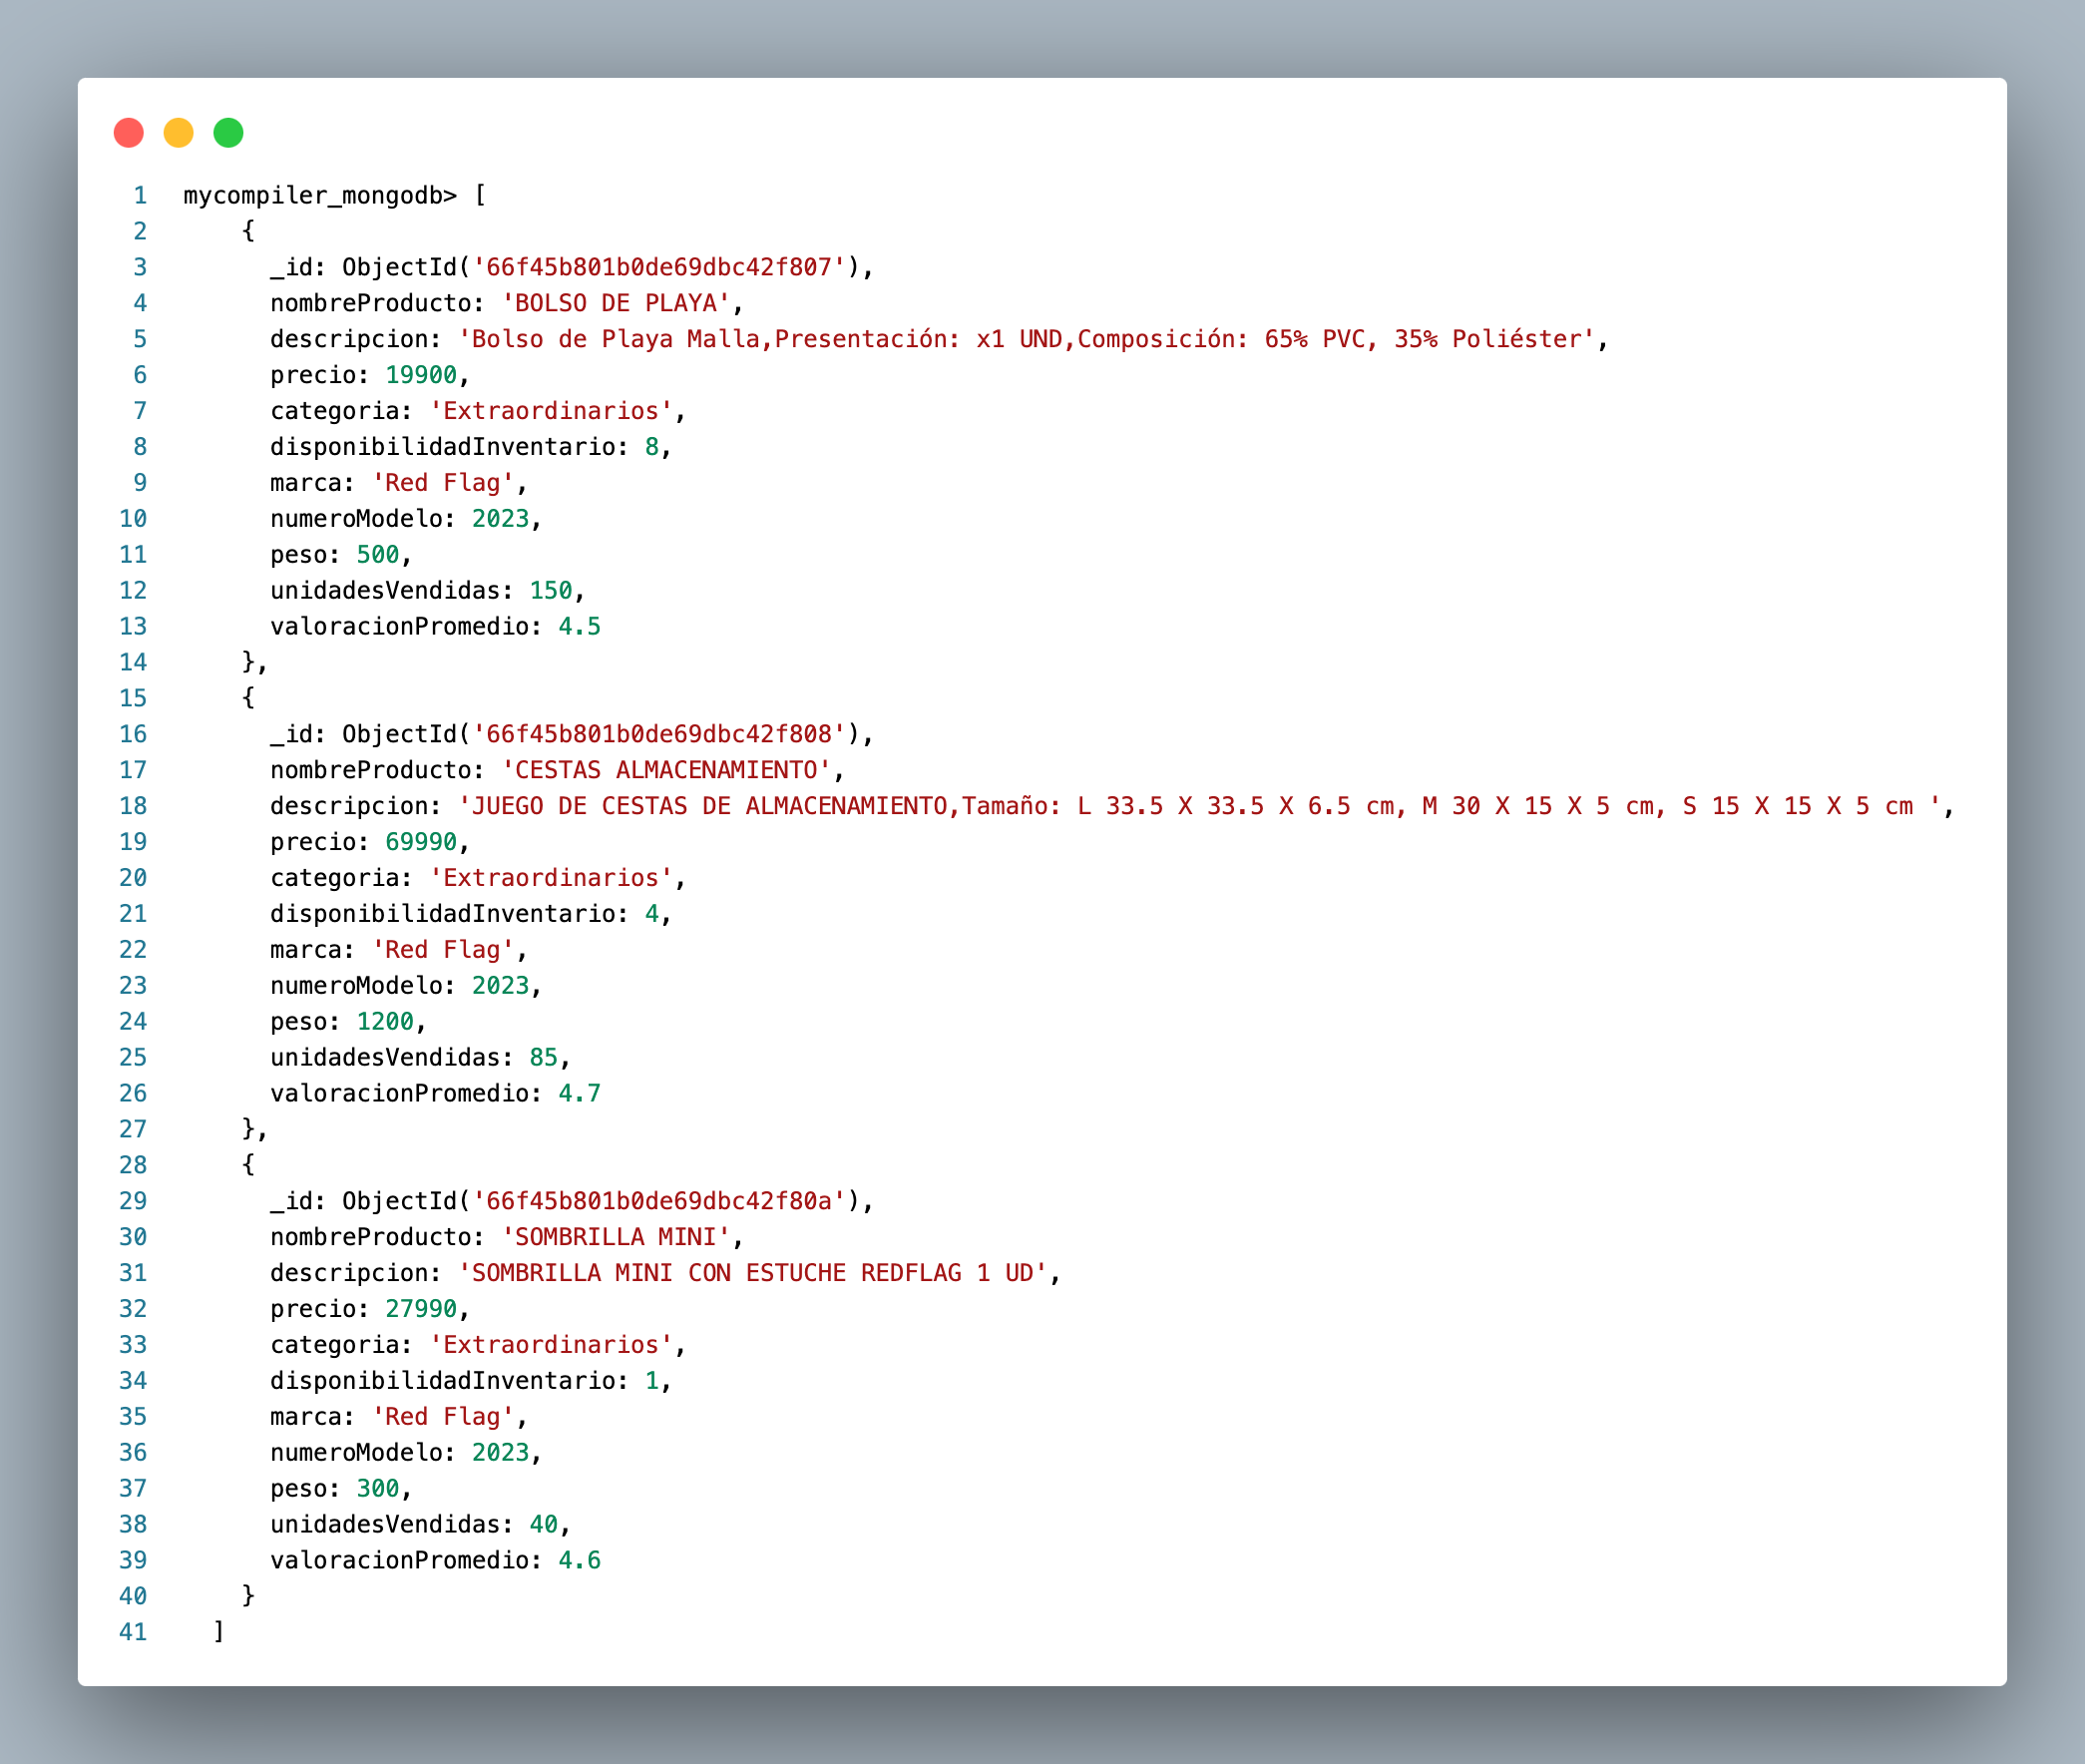 1 mycompiler_mongodb> [
2 {
3 _id: ObjectId('66f45b801b0de69dbc42f807'),
4 nombreProducto: 'BOLSO DE PLAYA',
5 descripcion: 'Bolso de Playa Malla,Presentación: x1 UND,Composición: 65% PVC, 35% Poliéster',
6 precio: 19900,
7 categoria: 'Extraordinarios',
8 disponibilidadInventario: 8,
9 marca: 'Red Flag',
10 numeroModelo: 2023,
11 peso: 500,
12 unidadesVendidas: 150,
13 valoracionPromedio: 4.5
14 },
15 {
16 _id: ObjectId('66f45b801b0de69dbc42f808'),
17 nombreProducto: 'CESTAS ALMACENAMIENTO',
18 descripcion: 'JUEGO DE CESTAS DE ALMACENAMIENTO,Tamaño: L 33.5 X 33.5 X 6.5 cm, M 30 X 15 X 5 cm, S 15 X 15 X 5 cm ',
19 precio: 69990,
20 categoria: 'Extraordinarios',
21 disponibilidadInventario: 4,
22 marca: 'Red Flag',
23 numeroModelo: 2023,
24 peso: 1200,
25 unidadesVendidas: 85,
26 valoracionPromedio: 4.7
27 },
28 {
29 _id: ObjectId('66f45b801b0de69dbc42f80a'),
30 nombreProducto: 'SOMBRILLA MINI',
31 descripcion: 'SOMBRILLA MINI CON ESTUCHE REDFLAG 1 UD',
32 precio: 27990,
33 categoria: 'Extraordinarios',
34 disponibilidadInventario: 1,
35 marca: 'Red Flag',
36 numeroModelo: 2023,
37 peso: 300,
38 unidadesVendidas: 40,
39 valoracionPromedio: 4.6
40 }
41 ]